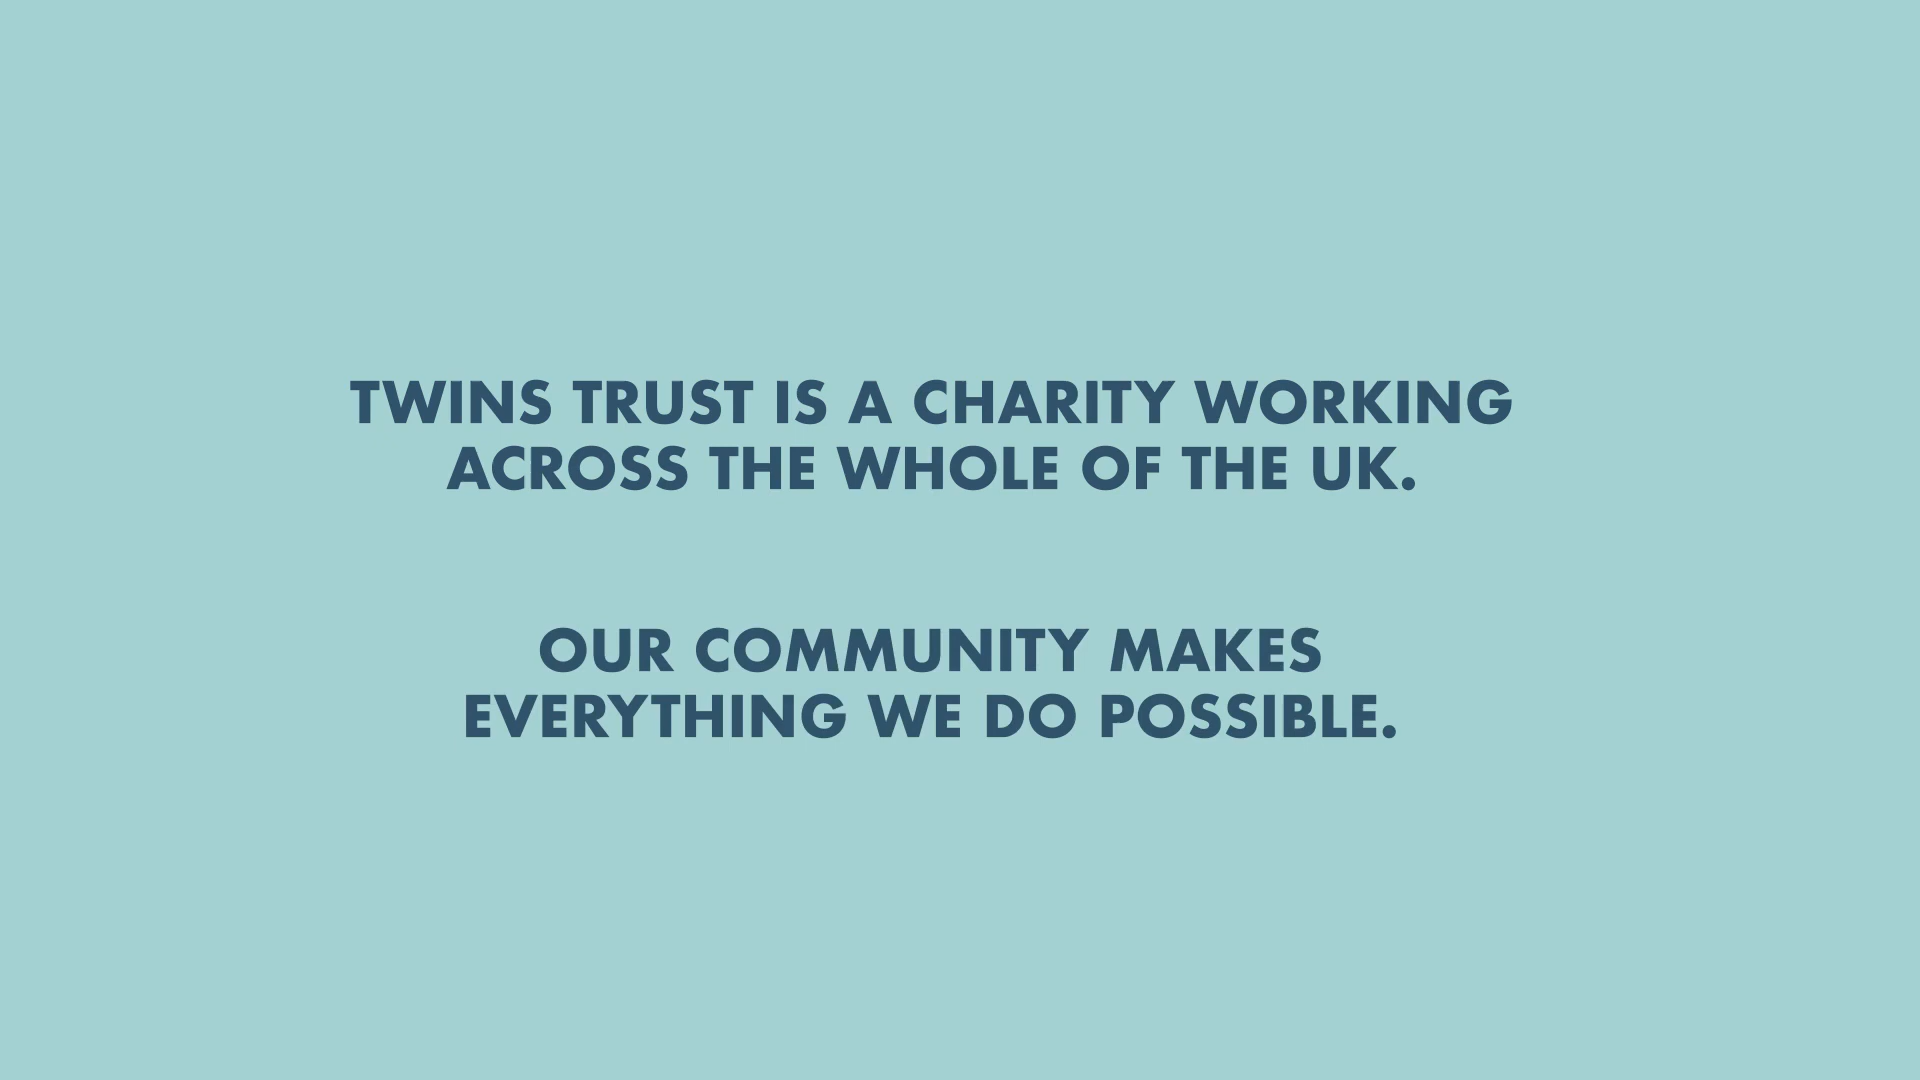 TWINS TRUST IS A CHARITY WORKING
ACROSS THE WHOLE OF THE UK.
OUR COMMUNITY MAKES
EVERYTHING WE DO POSSIBLE.